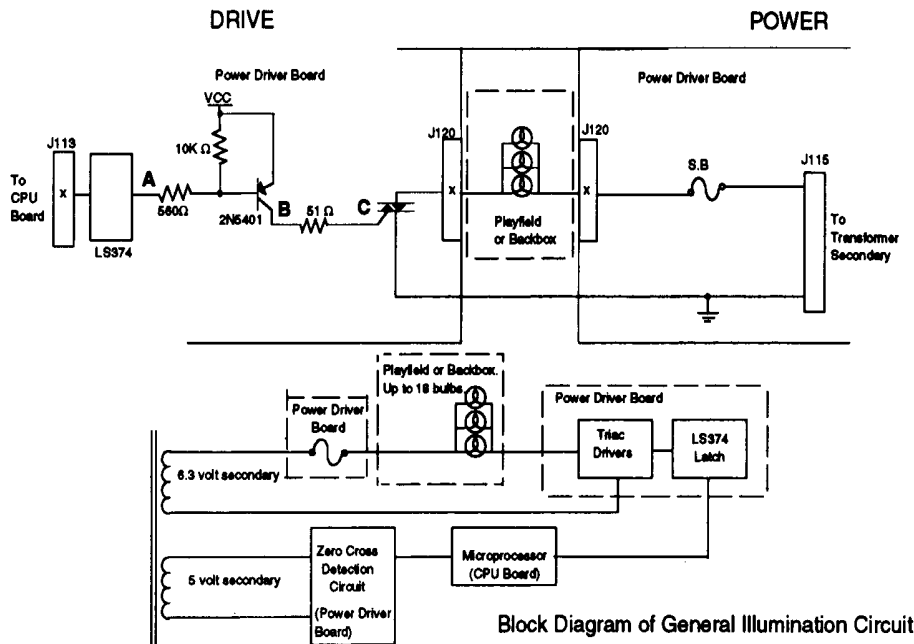 DRIVE
POWER
Power Driver Board
Power Driver Board
VCC
J113
10K Ω
J120
J120
S.B
J115
To
CPU
Board
x
A
560Ω
2N5401
B
51 Ω
C
x
x
LS374
Playfield
or Backbox
To
Transformer
Secondary
Playfield or Backbox.
Up to 18 bulbs.
Power Driver
Board
Power Driver Board
Triac
Drivers
LS374
Latch
6.3 volt secondary
5 volt secondary
Zero Cross
Detection
Circuit
(Power Driver
Board)
Microprocessor
(CPU Board)
Block Diagram of General Illumination Circuit